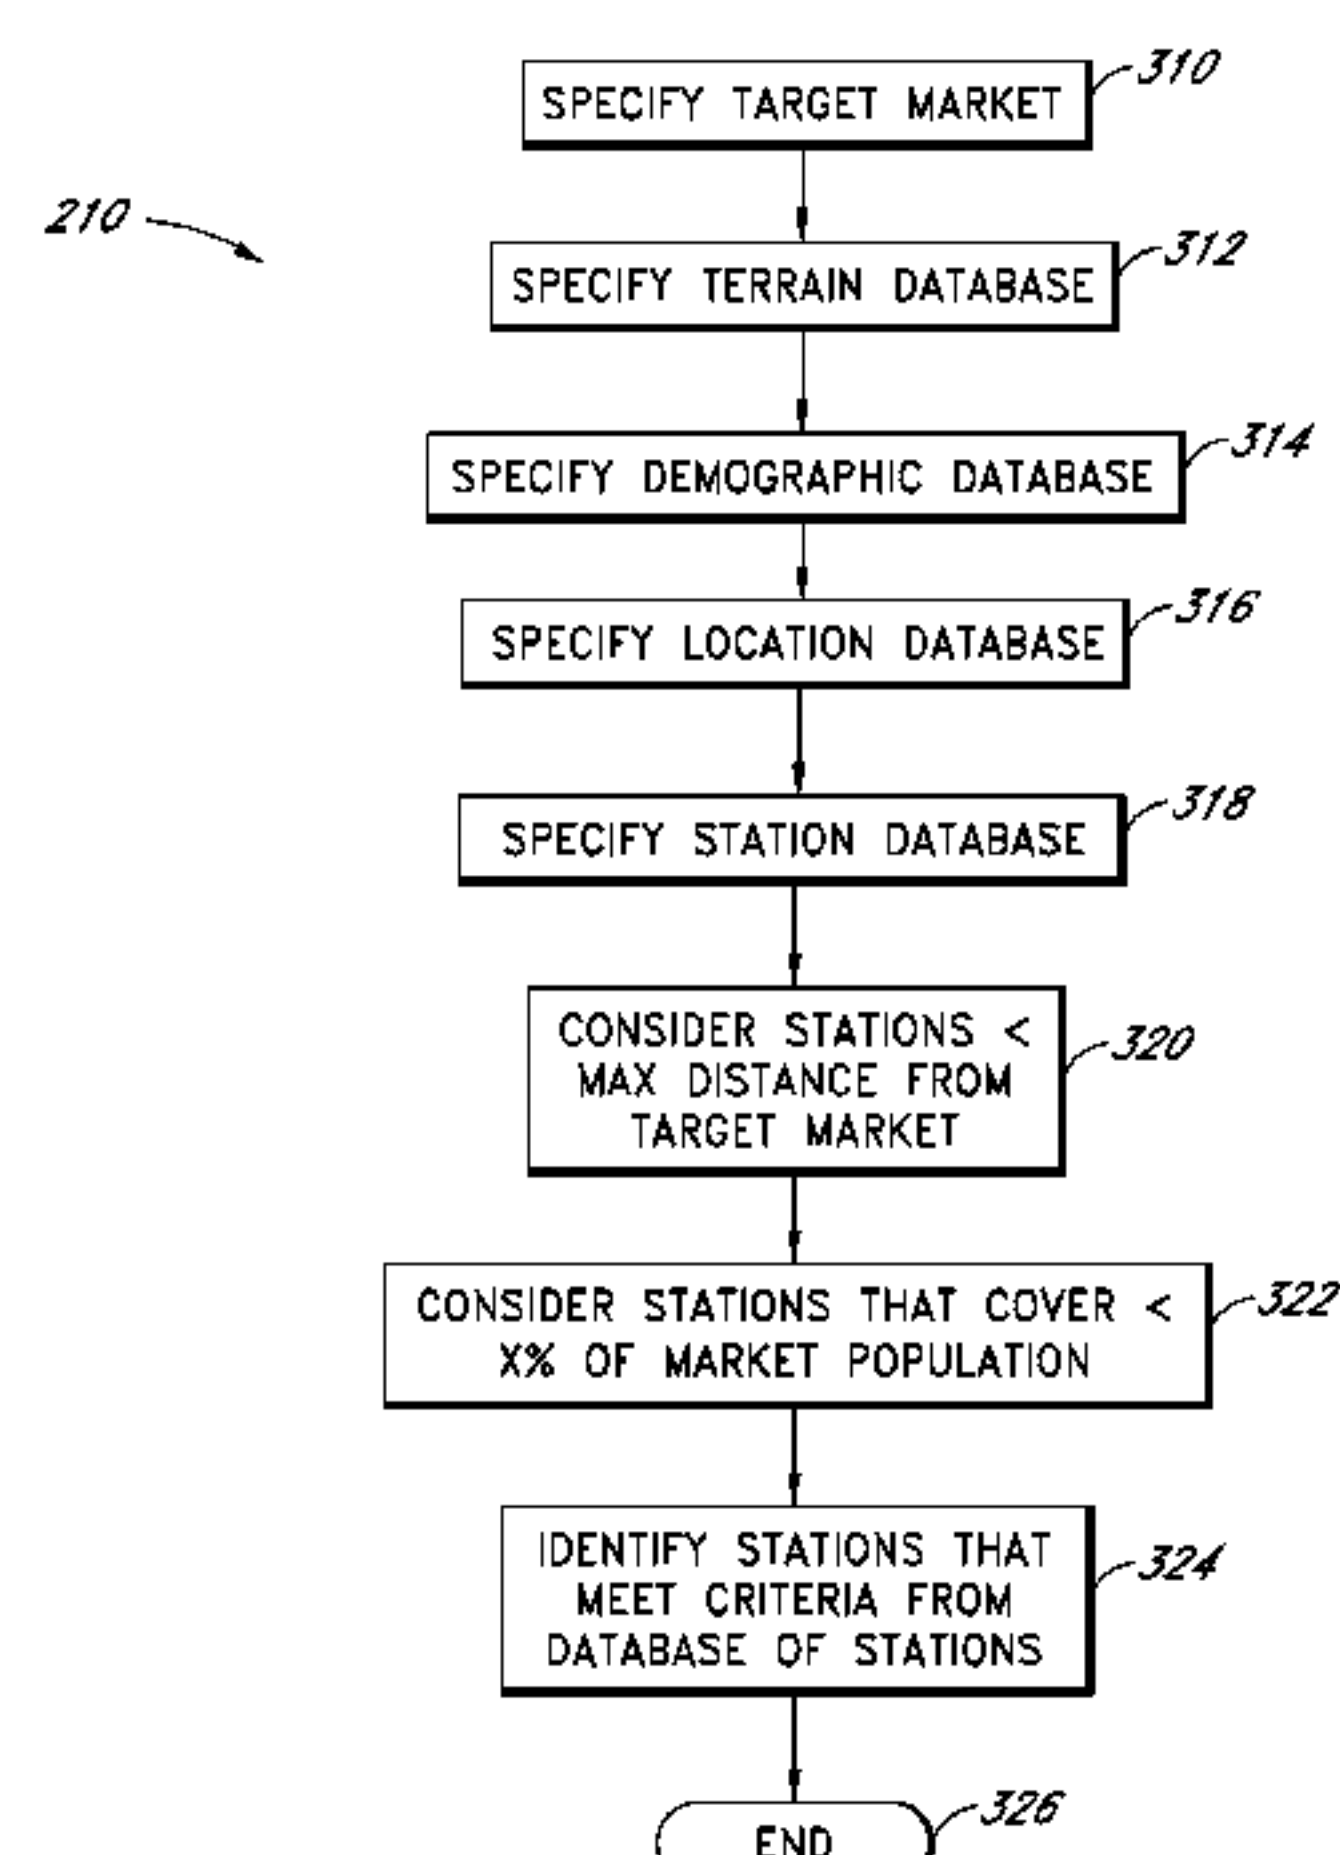 310
SPECIFY TARGET MARKET
210
312
SPECIFY TERRAIN DATABASE
314
SPECIFY DEMOGRAPHIC DATABASE
316
SPECIFY LOCATION DATABASE
318
SPECIFY STATION DATABASE
320
CONSIDER STATIONS <
MAX DISTANCE FROM
TARGET MARKET
322
CONSIDER STATIONS THAT COVER <
X% OF MARKET POPULATION
324
IDENTIFY STATIONS THAT
MEET CRITERIA FROM
DATABASE OF STATIONS
326
END